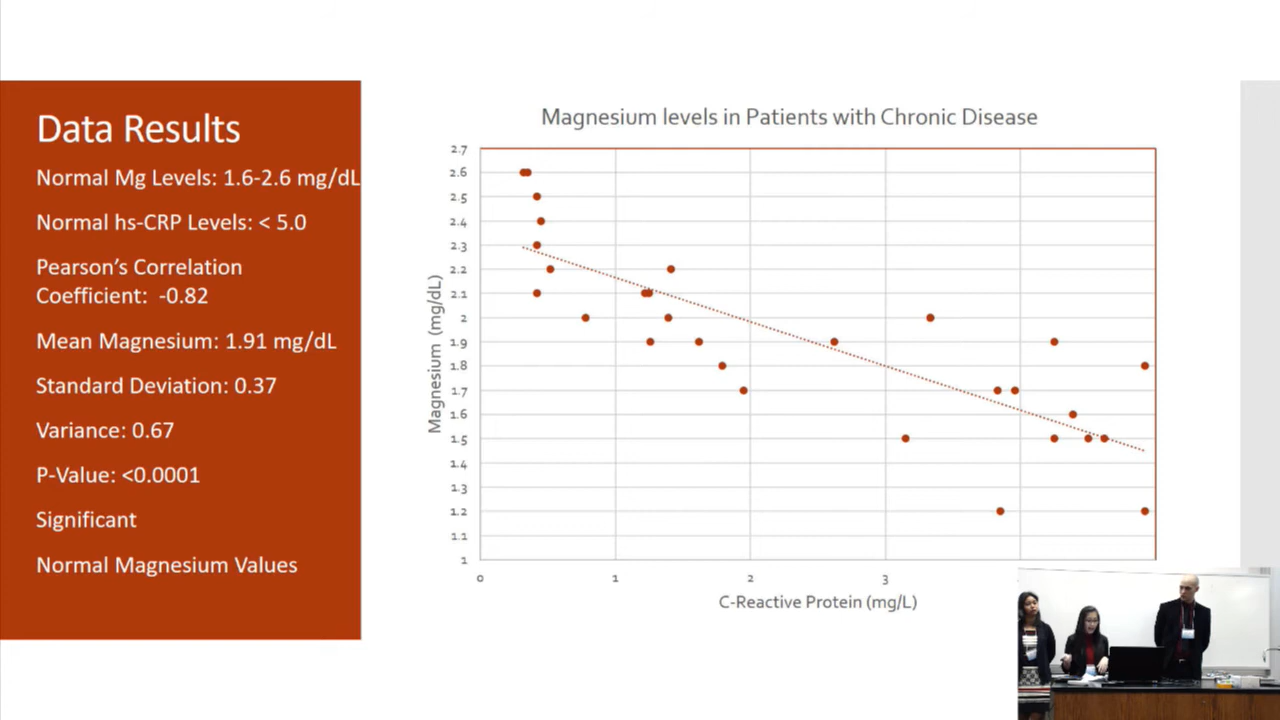 Data Results
Normal Mg Levels: 1.6-2.6 mg/dL
Normal hs-CRP Levels: < 5.0
Pearson's Correlation
Coefficient: -0.82
Mean Magnesium: 1.91 mg/dL
Standard Deviation: 0.37
Variance: 0.67
P-Value: <0.0001
Significant
Normal Magnesium Values
Magnesium levels in Patients with Chronic Disease
Magnesium (mg/dL)
2.7
2.6
2.5
2.4
2.3
2.2
2.1
2
1.9
1.8
1.7
1.6
1.5
1.4
1.3
1.2
1.1
1
0 1 2 3
C-Reactive Protein (mg/L)